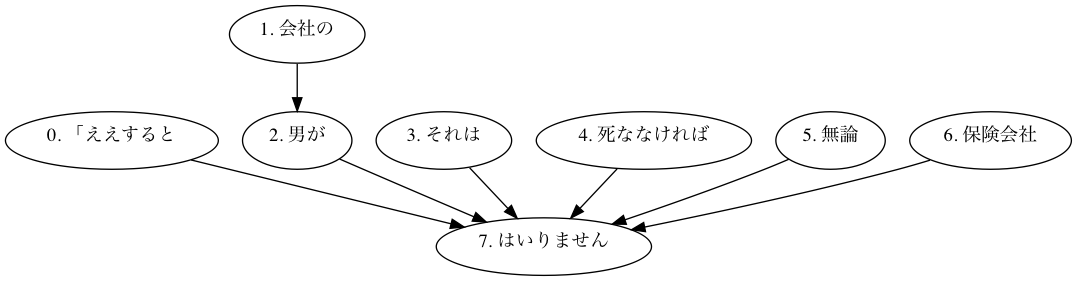 1. 会社の
0. 「ええすると
2. 男が
3. それは
4. 死ななければ
5. 無論
6. 保険会社
7. はいりません